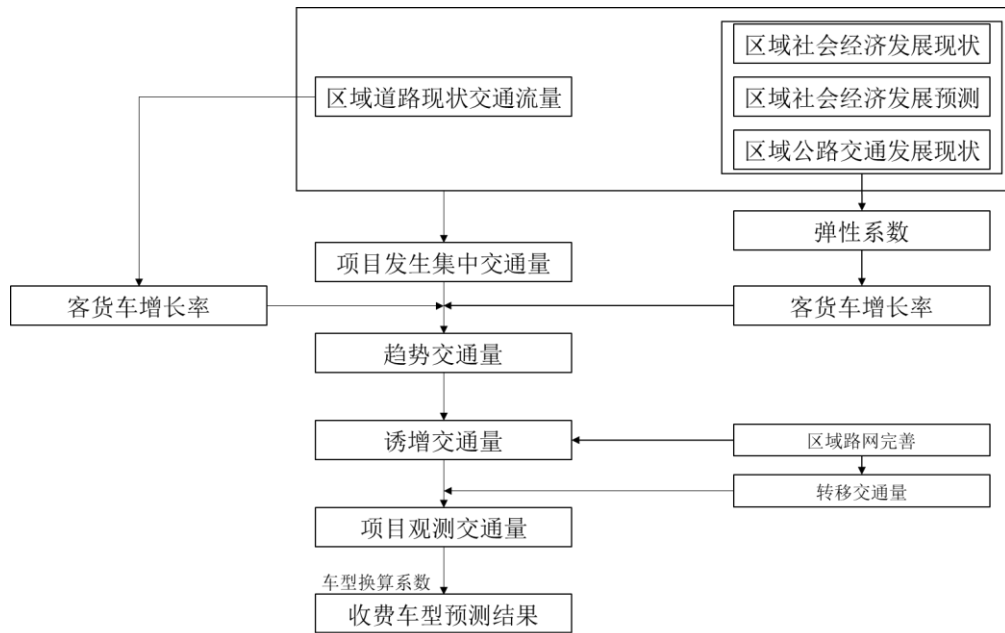 区域社会经济发展现状
区域道路现状交通流量
区域社会经济发展预测
区域公路交通发展现状
弹性系数
项目发生集中交通量
客货车增长率
客货车增长率
趋势交通量
诱增交通量
区域路网完善
转移交通量
项目观测交通量
车型换算系数
收费车型预测结果